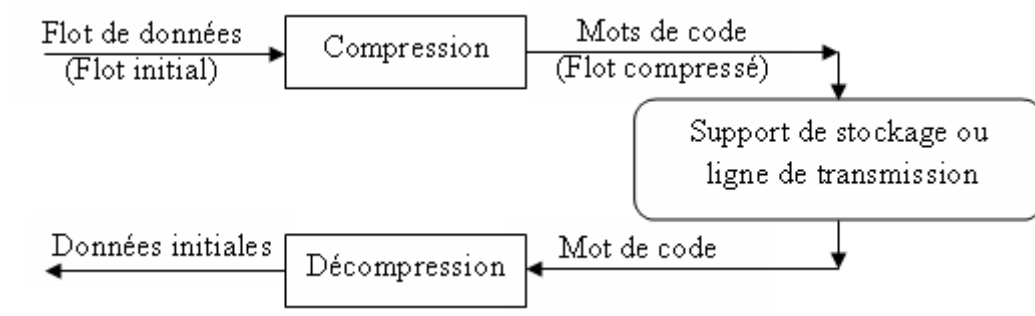 Flot de données
(Flot initial)
Compression
Mots de code
(Flot compressé)
Support de stockage ou
ligne de transmission
Données initiales
Décompression
Mot de code